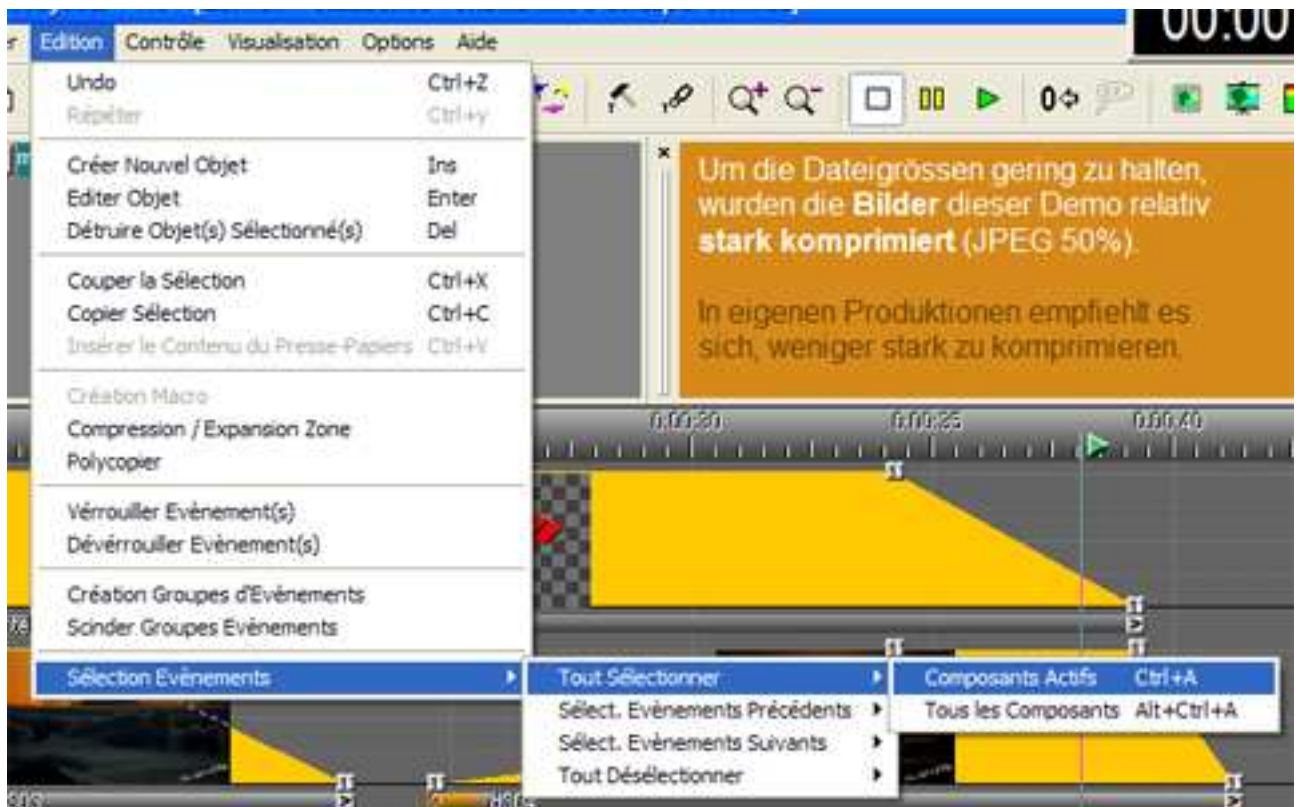 00:00
Edition Contrôle Visualisation Options Aide
Undo Ctrl+Z
Répéter Ctrl+y
Créer Nouvel Objet Ins
Editer Objet Enter
Détruire Objet(s) Sélectionné(s) Del
Couper la Sélection Ctrl+X
Copier Sélection Ctrl+C
Insérer le Contenu du Presse-Papiers Ctrl+V
Création Macro
Compression / Expansion Zone
Polycopier
Vérrouiller Evènement(s)
Dévérrouiller Evènement(s)
Création Groupes d'Evènements
Scinder Groupes Evènements
Sélection Evènements
Tout Sélectionner
Sélect. Evènements Précédents
Sélect. Evènements Suivants
Tout Désélectionner
Composants Actifs Ctrl+A
Tous les Composants Alt+Ctrl+A
Um die Dateigrössen gering zu halten,
wurden die Bilder dieser Demo relativ
stark komprimiert (JPEG 50%).
In eigenen Produktionen empfiehlt es
sich, weniger stark zu komprimieren.
0:00:30 0:00:35 0:00:40